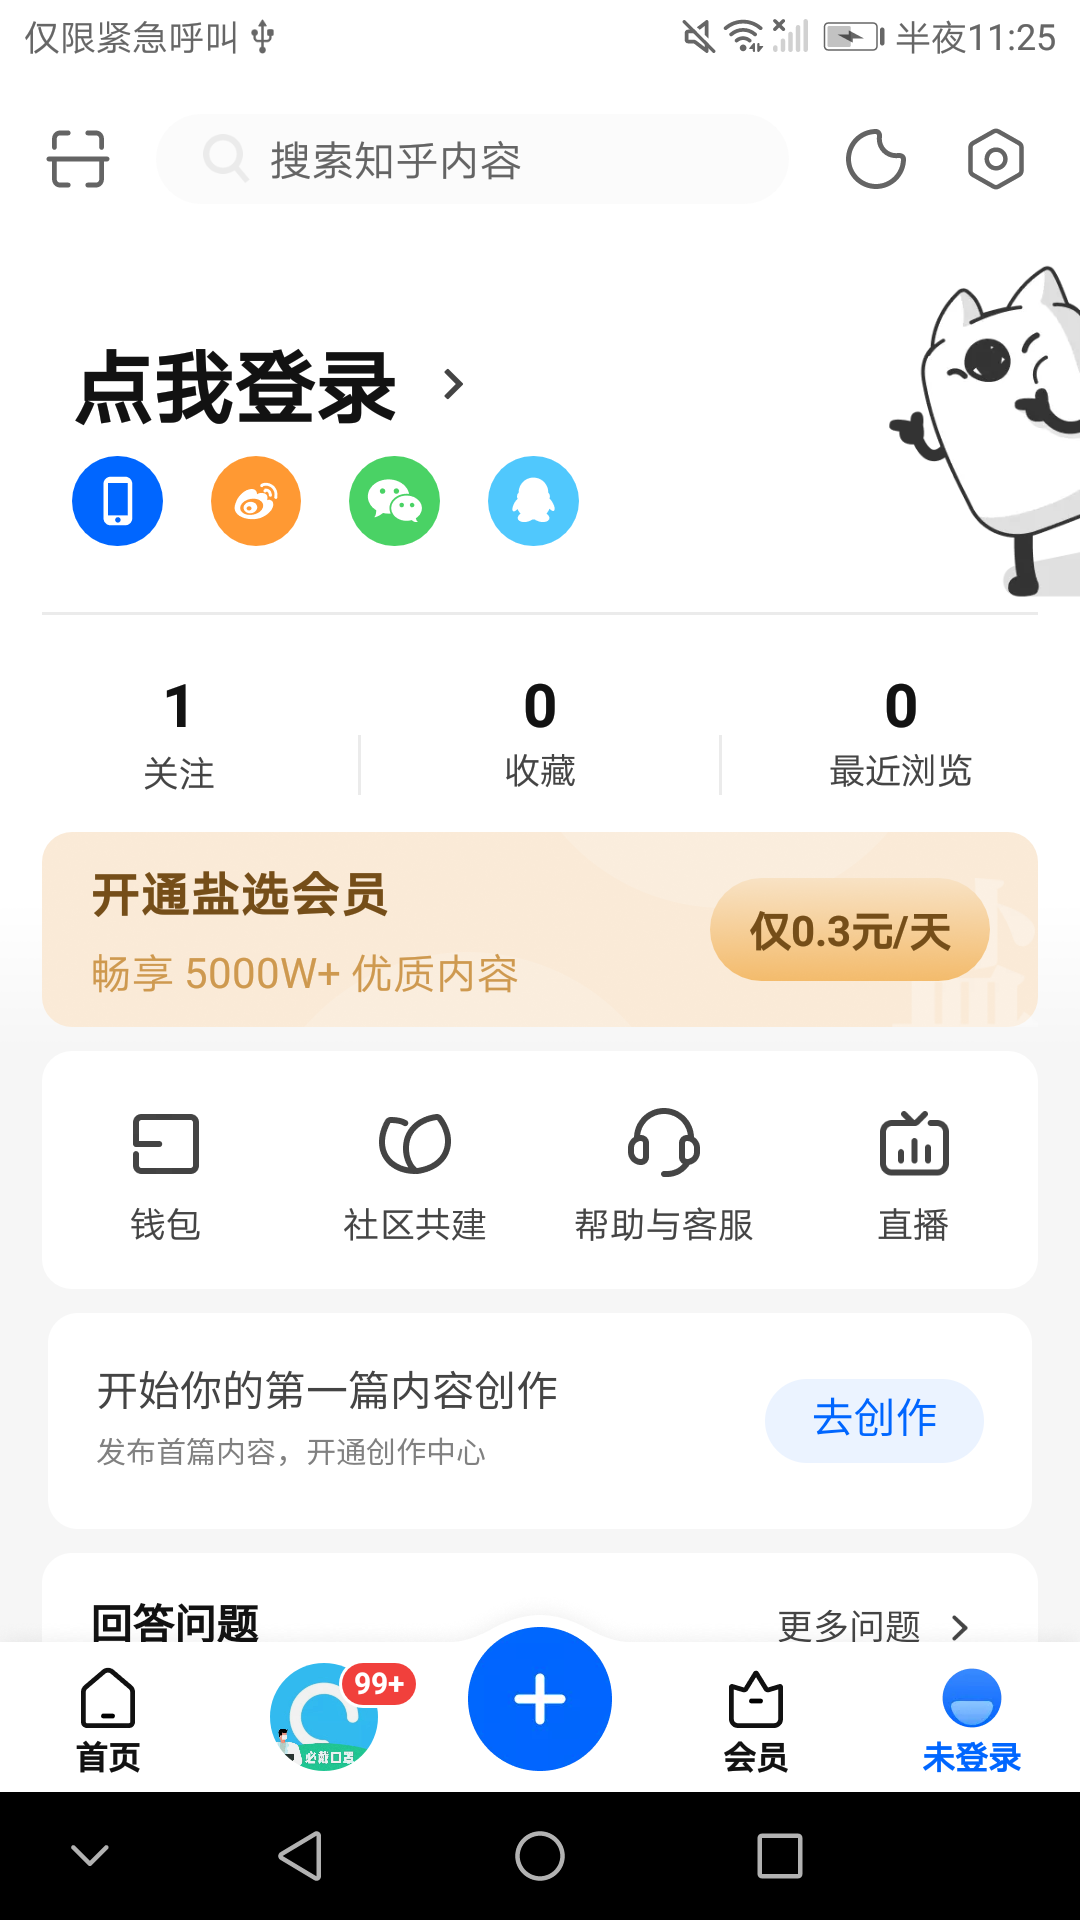 仅限紧急呼叫
半夜11:25
搜索知乎内容
点我登录
1
0
0
关注
收藏
最近浏览
开通盐选会员
畅享 5000W+ 优质内容
仅0.3元/天
钱包
社区共建
帮助与客服
直播
开始你的第一篇内容创作
发布首篇内容，开通创作中心
去创作
回答问题
更多问题
99+
必戴口罩
首页
会员
未登录